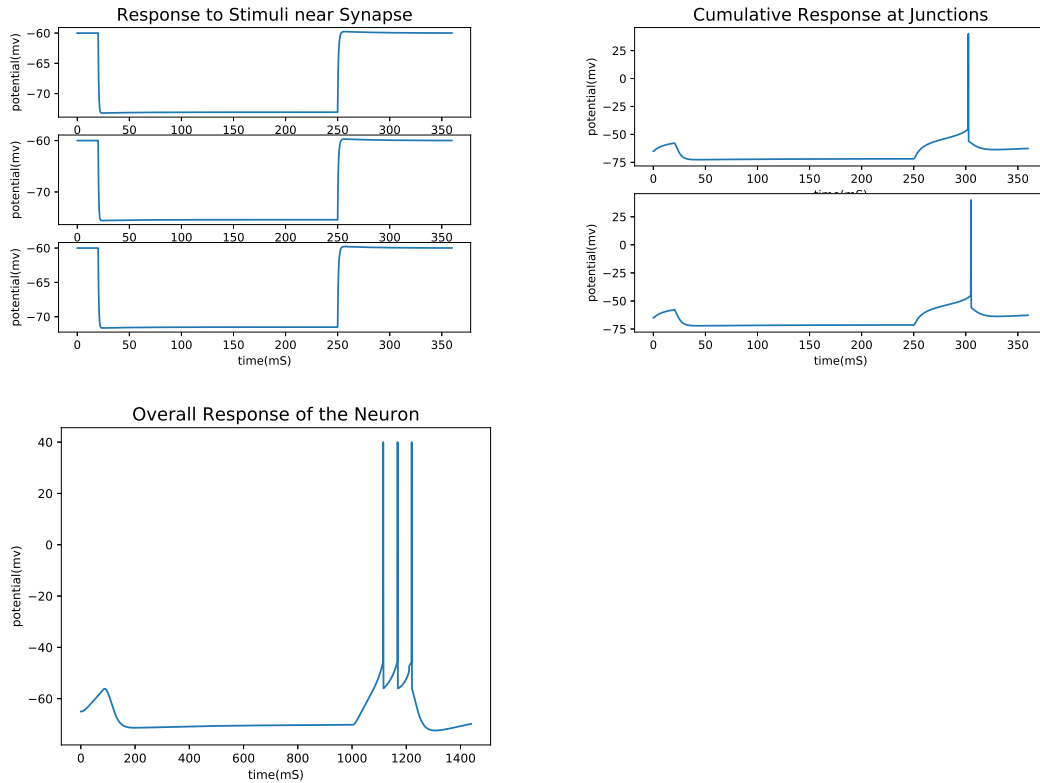 Response to Stimuli near Synapse
potential(mv)
−60
−65
−70
0 50 100 150 200 250 300 350
potential(mv)
−60
−70
0 50 100 150 200 250 300 350
potential(mv)
−60
−65
−70
0 50 100 150 200 250 300 350
time(mS)
Cumulative Response at Junctions
potential(mv)
25
0
−25
−50
−75
0 50 100 150 200 250 300 350
time(mS)
potential(mv)
25
0
−25
−50
−75
0 50 100 150 200 250 300 350
time(mS)
Overall Response of the Neuron
potential(mv)
40
20
0
−20
−40
−60
0 200 400 600 800 1000 1200 1400
time(mS)